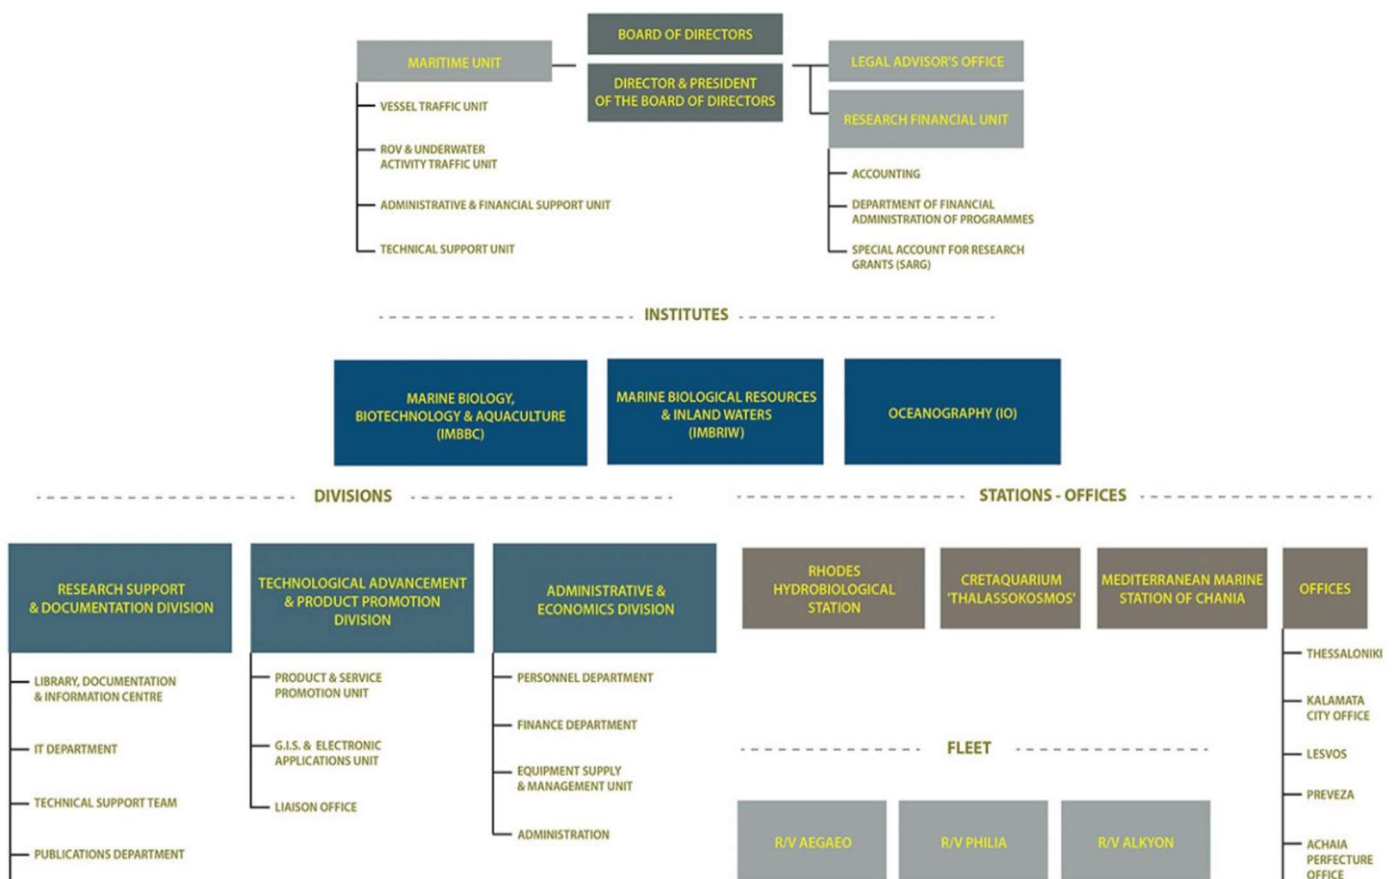 BOARD OF DIRECTORS
DIRECTOR & PRESIDENT
OF THE BOARD OF DIRECTORS
MARITIME UNIT
VESSEL TRAFFIC UNIT
ROV & UNDERWATER
ACTIVITY TRAFFIC UNIT
ADMINISTRATIVE & FINANCIAL SUPPORT UNIT
TECHNICAL SUPPORT UNIT
LEGAL ADVISOR'S OFFICE
RESEARCH FINANCIAL UNIT
ACCOUNTING
DEPARTMENT OF FINANCIAL
ADMINISTRATION OF PROGRAMMES
SPECIAL ACCOUNT FOR RESEARCH
GRANTS (SARG)
INSTITUTES
MARINE BIOLOGY,
BIOTECHNOLOGY & AQUACULTURE
(IMBBC)
MARINE BIOLOGICAL RESOURCES
& INLAND WATERS
(IMBRIW)
OCEANOGRAPHY (IO)
DIVISIONS
RESEARCH SUPPORT
& DOCUMENTATION DIVISION
LIBRARY, DOCUMENTATION
& INFORMATION CENTRE
IT DEPARTMENT
TECHNICAL SUPPORT TEAM
PUBLICATIONS DEPARTMENT
TECHNOLOGICAL ADVANCEMENT
& PRODUCT PROMOTION
DIVISION
PRODUCT & SERVICE
PROMOTION UNIT
G.I.S. & ELECTRONIC
APPLICATIONS UNIT
LIAISON OFFICE
ADMINISTRATIVE &
ECONOMICS DIVISION
PERSONNEL DEPARTMENT
FINANCE DEPARTMENT
EQUIPMENT SUPPLY
& MANAGEMENT UNIT
ADMINISTRATION
STATIONS - OFFICES
RHODES
HYDROBIOLOGICAL
STATION
CRETAQUARIUM
'THALASSOKOSMOS'
MEDITERRANEAN MARINE
STATION OF CHANIA
OFFICES
THESSALONIKI
KALAMATA
CITY OFFICE
LESVOS
PREVEZA
ACHAIA
PERFECTURE
OFFICE
FLEET
R/V AEGAEO
R/V PHILIA
R/V ALKYON